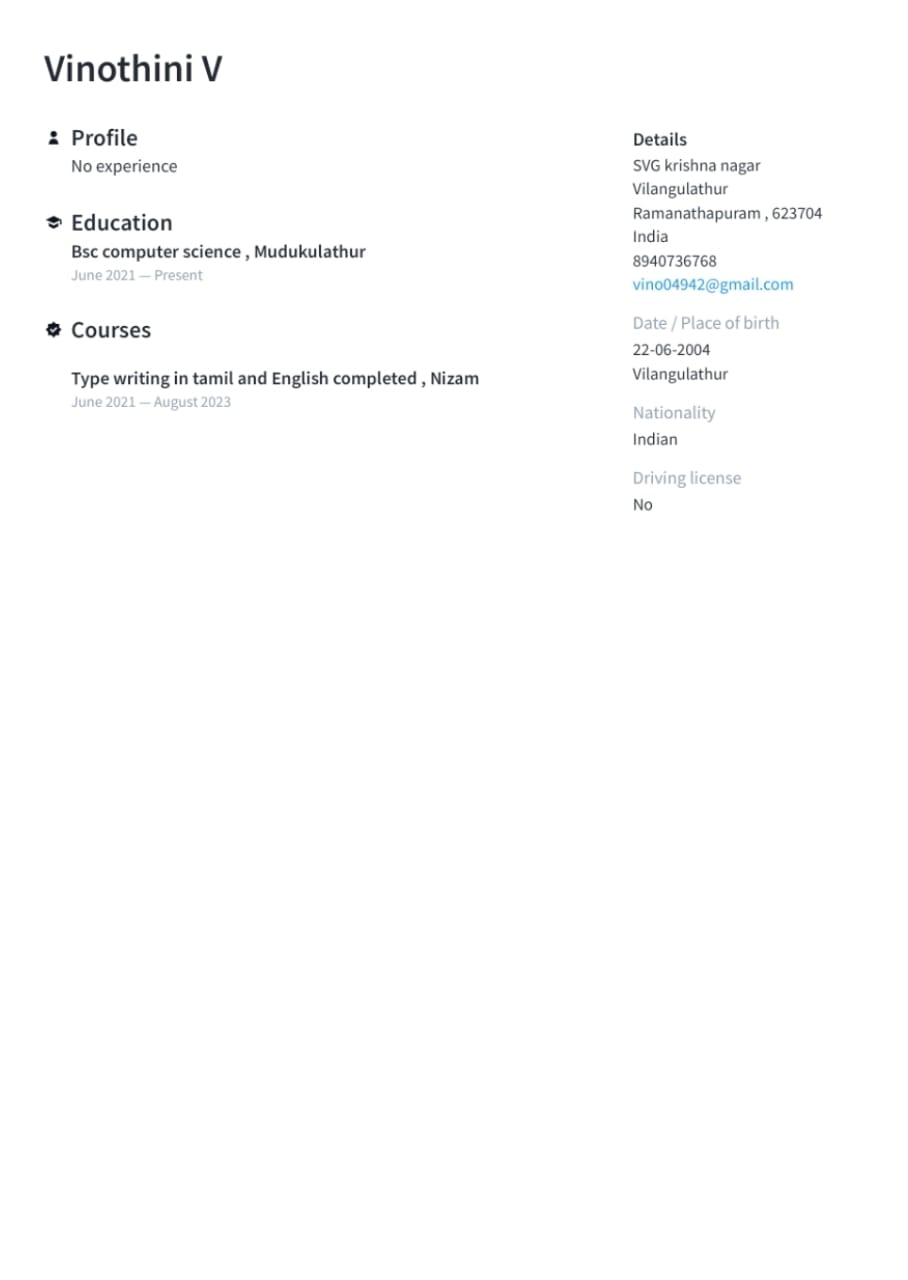 Vinothini V
Profile
No experience
Education
Bsc computer science , Mudukulathur
June 2021 — Present
Courses
Type writing in tamil and English completed , Nizam
June 2021 — August 2023
Details
SVG krishna nagar
Vilangulathur
Ramanathapuram , 623704
India
8940736768
vino04942@gmail.com
Date / Place of birth
22-06-2004
Vilangulathur
Nationality
Indian
Driving license
No